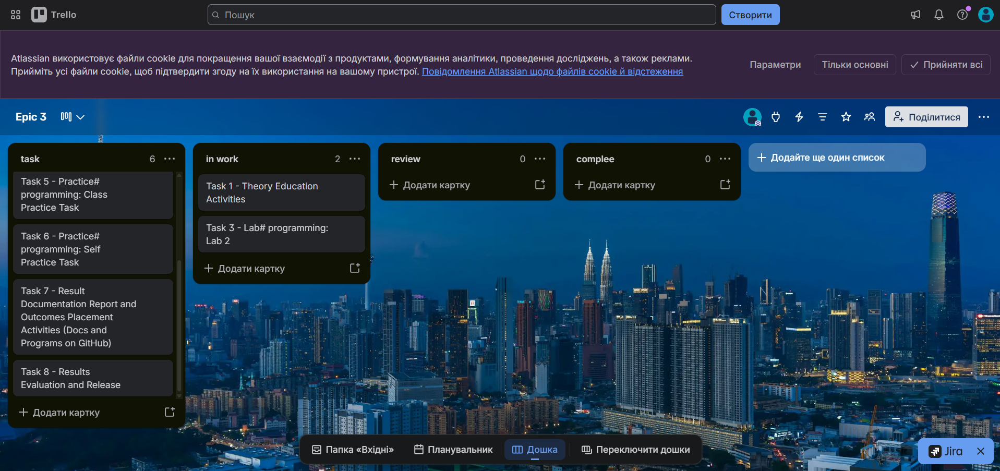 Trello
Пошук
Створити
Atlassian використовує файли cookie для покращення вашої взаємодії з продуктами, формування аналітики, проведення досліджень, а також реклами.
Прийміть усі файли cookie, щоб підтвердити згоду на їх використання на вашому пристрої. Повідомлення Atlassian щодо файлів cookie й відстеження
Параметри
Тільки основні
Прийняти всі
Epic 3
Поділитися
task
6
Task 5 - Practice#
programming: Class
Practice Task
Task 6 - Practice#
programming: Self
Practice Task
Task 7 - Result
Documentation Report and
Outcomes Placement
Activities (Docs and
Programs on GitHub)
Task 8 - Results
Evaluation and Release
Додати картку
in work
2
Task 1 - Theory Education
Activities
Task 3 - Lab# programming:
Lab 2
Додати картку
review
0
Додати картку
complee
0
Додати картку
Додайте ще один список
Папка «Вхідні»
Планувальник
Дошка
Переключити дошки
Jira